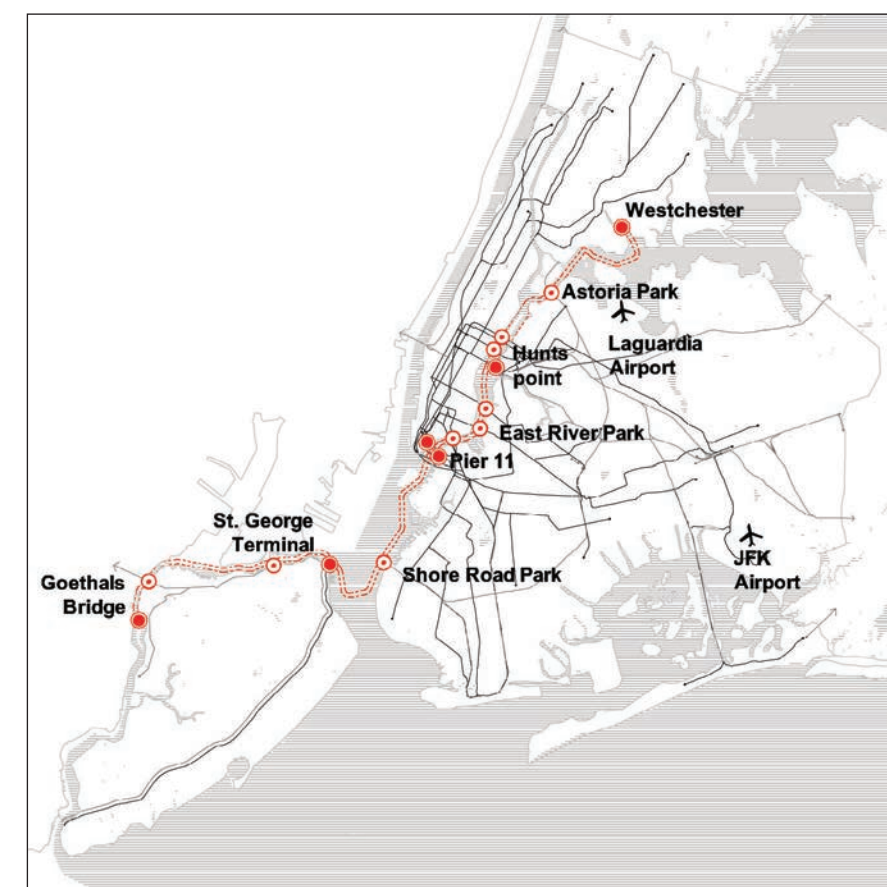 Westchester
Astoria Park
Laguardia
Airport
Hunts
point
East River Park
Pier 11
St. George
Terminal
Goethals
Bridge
Shore Road Park
JFK
Airport